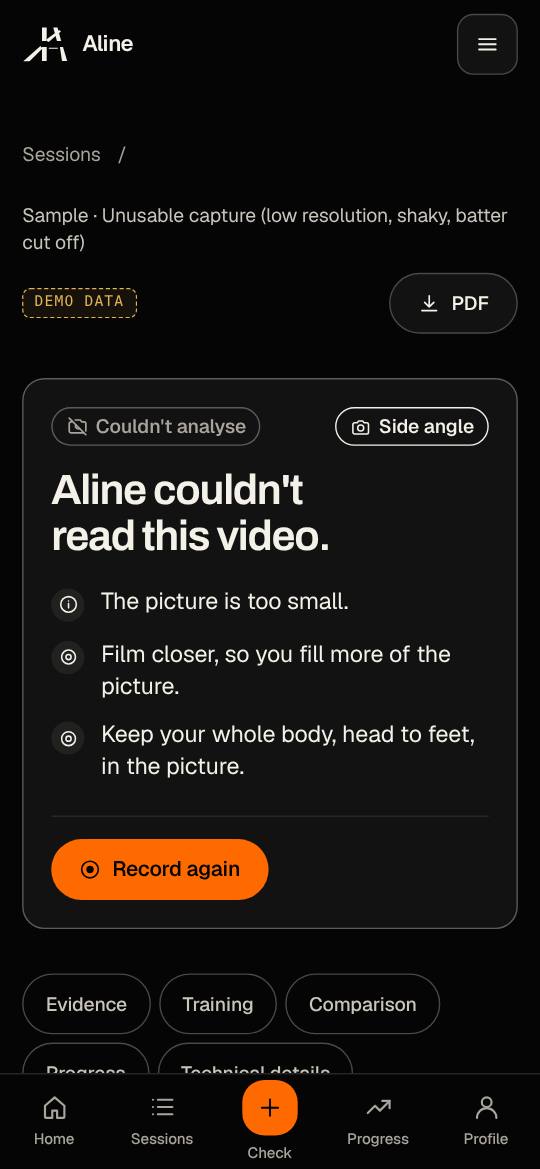 Aline
Sessions /
Sample · Unusable capture (low resolution, shaky, batter
cut off)
DEMO DATA
PDF
Couldn't analyse
Side angle
Aline couldn't
read this video.
The picture is too small.
Film closer, so you fill more of the
picture.
Keep your whole body, head to feet,
in the picture.
Record again
Evidence
Training
Comparison
Progress
Technical details
Home
Sessions
Check
Progress
Profile